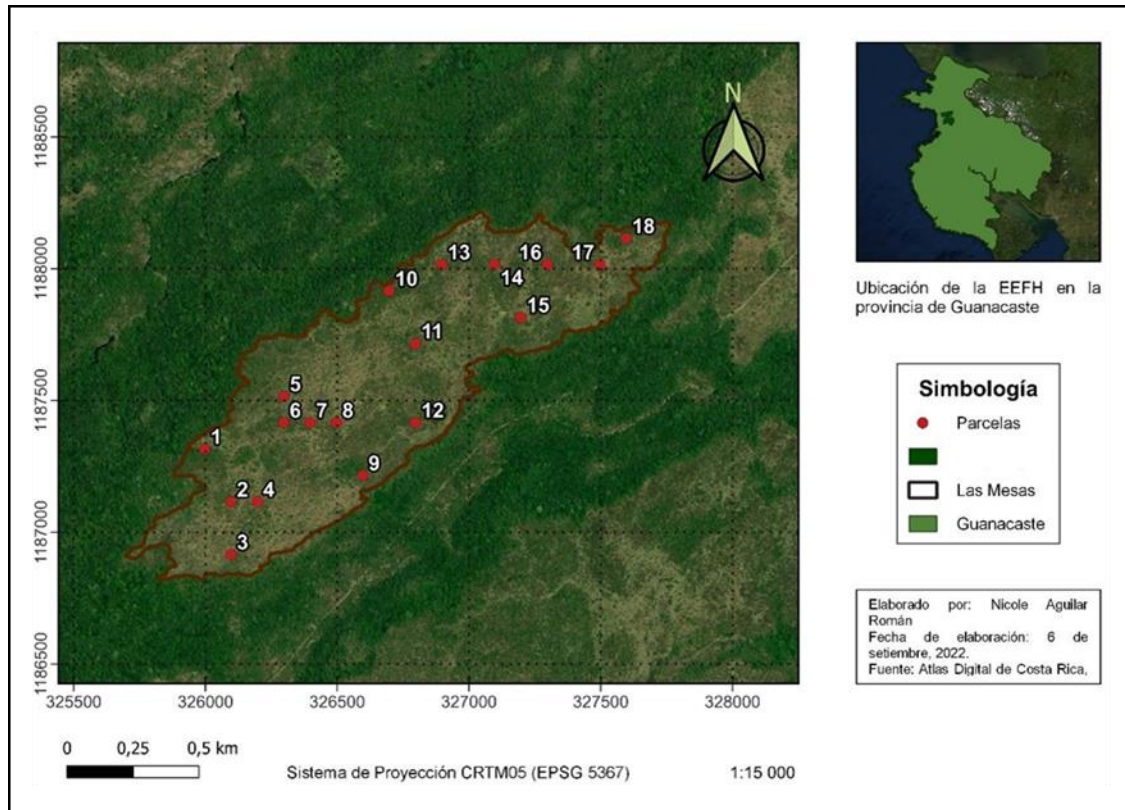 N
1188500
1188000
1187500
1187000
1186500
18
13
16
17
10
14
15
11
5
6
7
8
12
1
9
2
4
3
325500
326000
326500
327000
327500
328000
0
0,25
0,5 km
Sistema de Proyección CRTM05 (EPSG 5367)
1:15 000
Ubicación de la EEFH en la
provincia de Guanacaste
Simbología
Parcelas
Las Mesas
Guanacaste
Elaborado por: Nicole Aguilar
Román
Fecha de elaboración: 6 de
setiembre, 2022.
Fuente: Atlas Digital de Costa Rica,